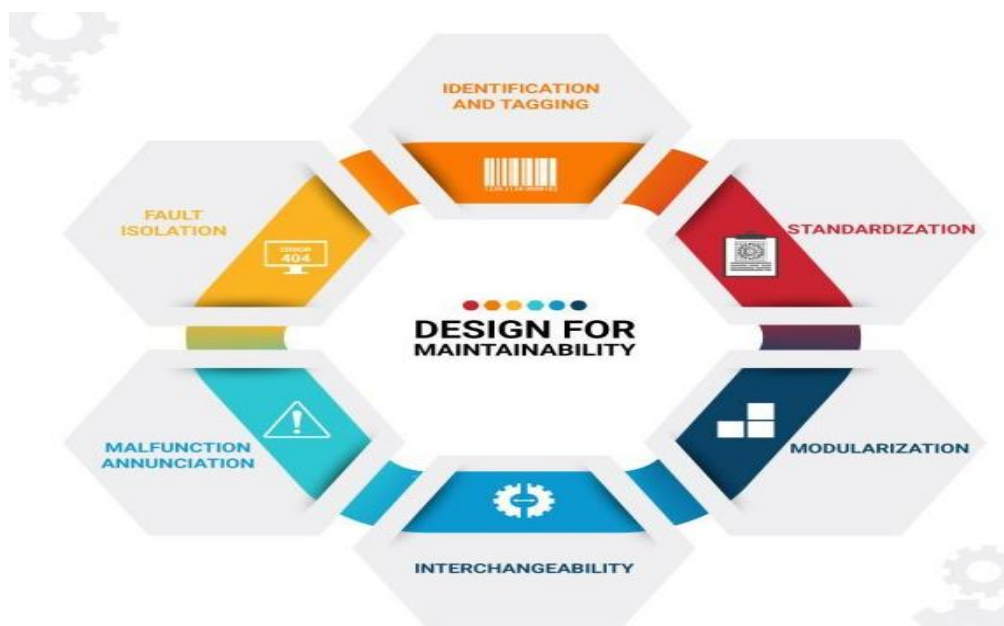 IDENTIFICATION
AND TAGGING
STANDARDIZATION
MODULARIZATION
INTERCHANGEABILITY
MALFUNCTION
ANNUNCIATION
FAULT
ISOLATION
ERROR
404
DESIGN FOR
MAINTAINABILITY